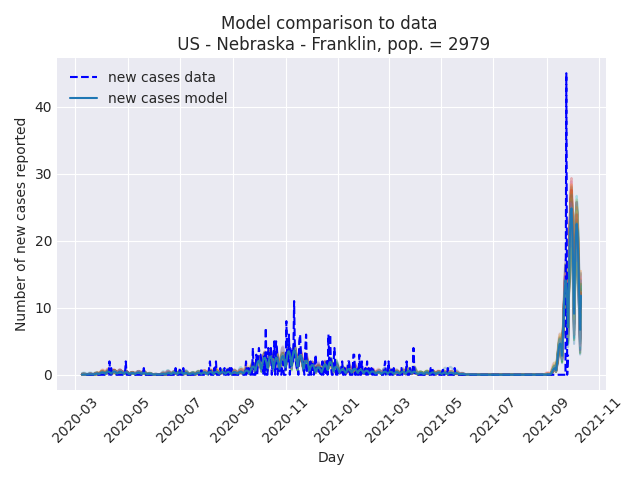 Model comparison to data
US - Nebraska - Franklin, pop. = 2979
new cases data
new cases model
Number of new cases reported
40
30
20
10
0
2020-03
2020-05
2020-07
2020-09
2020-11
2021-01
2021-03
2021-05
2021-07
2021-09
2021-11
Day